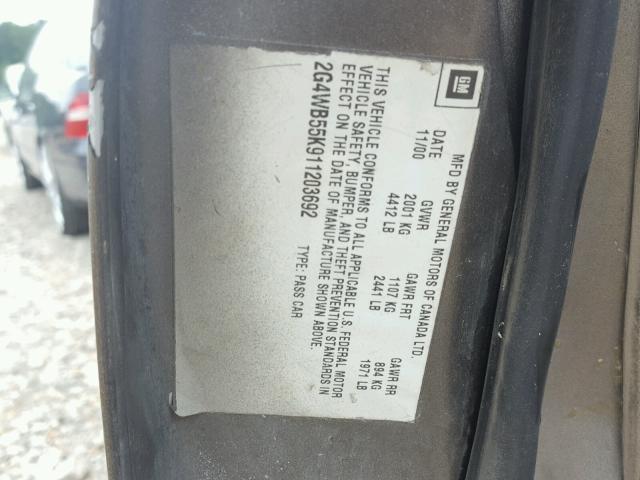 GM
MFD BY GENERAL MOTORS OF CANADA LTD.
DATE GVWR GAWR FRT GAWR RR
11/00 2001 KG 1107 KG 894 KG
4412 LB 2441 LB 1971 LB
THIS VEHICLE CONFORMS TO ALL APPLICABLE U.S. FEDERAL MOTOR
VEHICLE SAFETY, BUMPER, AND THEFT PREVENTION STANDARDS IN
EFFECT ON THE DATE OF MANUFACTURE SHOWN ABOVE.
2G4WB55K911203692 TYPE: PASS CAR